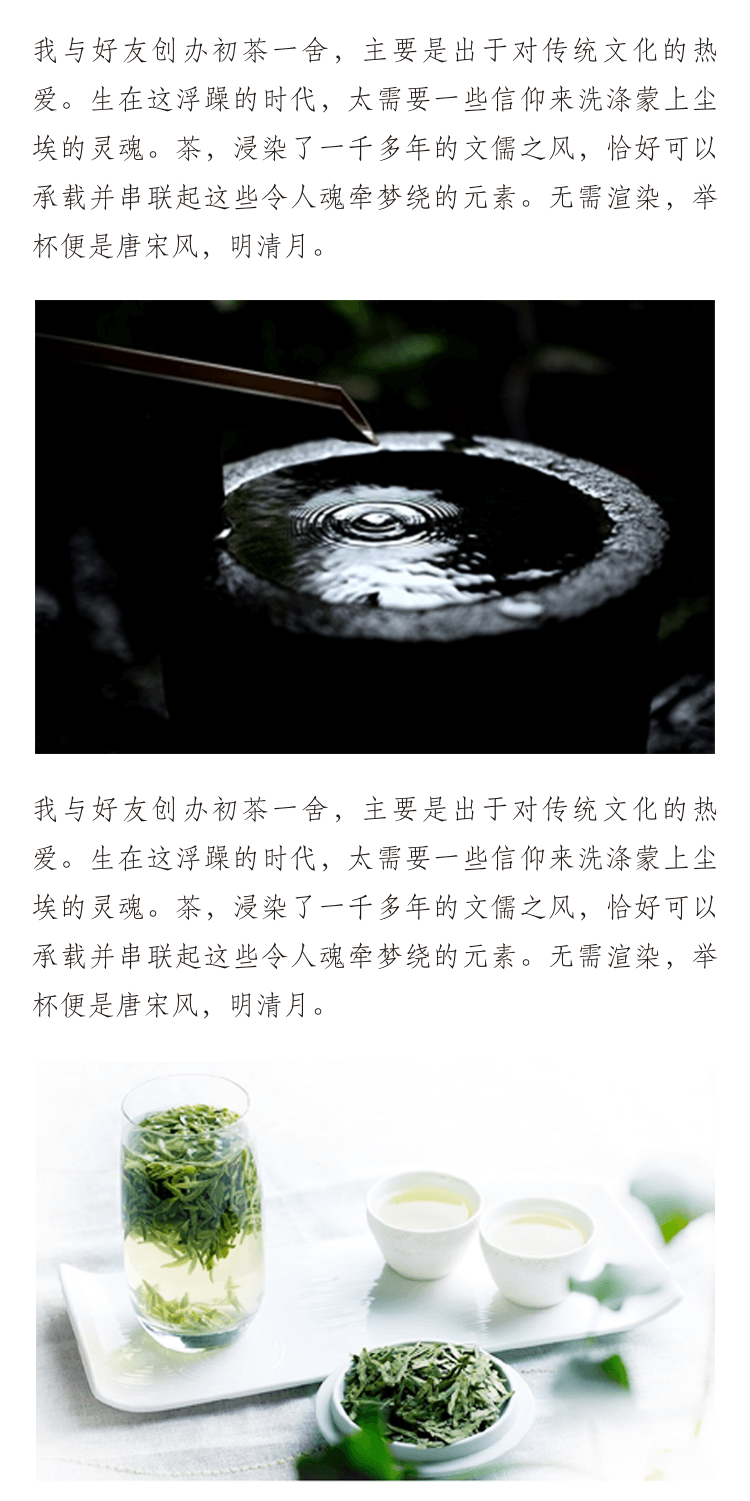 我与好友创办初茶一舍，主要是出于对传统文化的热
爱。生在这浮躁的时代，太需要一些信仰来洗涤蒙上尘
埃的灵魂。茶，浸染了一千多年的文儒之风，恰好可以
承载并串联起这些令人魂牵梦绕的元素。无需渲染，举
杯便是唐宋风，明清月。
我与好友创办初茶一舍，主要是出于对传统文化的热
爱。生在这浮躁的时代，太需要一些信仰来洗涤蒙上尘
埃的灵魂。茶，浸染了一千多年的文儒之风，恰好可以
承载并串联起这些令人魂牵梦绕的元素。无需渲染，举
杯便是唐宋风，明清月。